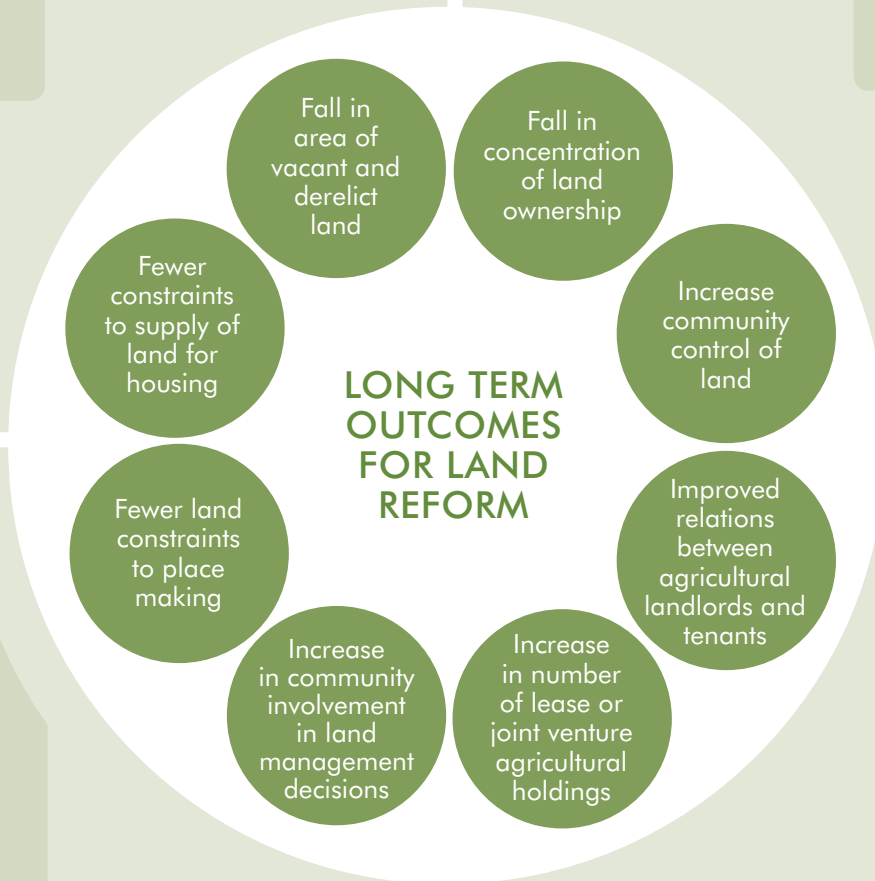 LONG TERM
OUTCOMES
FOR LAND
REFORM
Fall in
concentration
of land
ownership
Increase
community
control of
land
Improved
relations
between
agricultural
landlords and
tenants
Increase
in number
of lease or
joint venture
agricultural
holdings
Increase
in community
involvement
in land
management
decisions
Fewer land
constraints
to place
making
Fewer
constraints
to supply of
land for
housing
Fall in
area of
vacant and
derelict
land